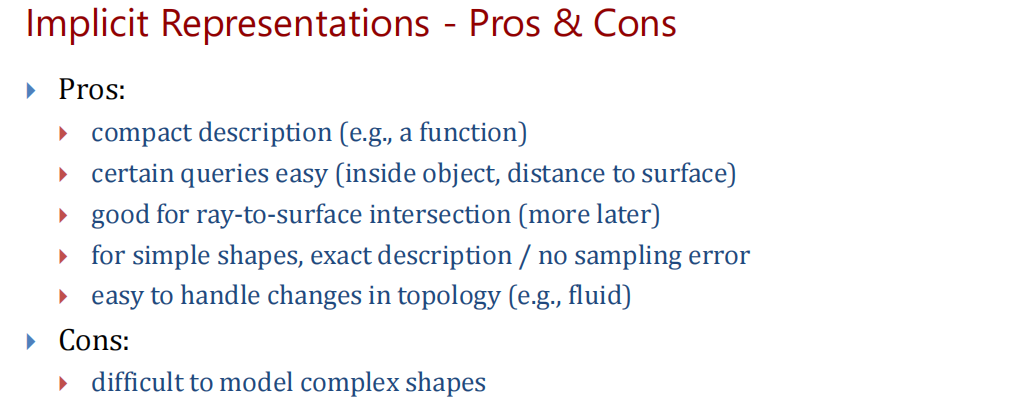 Implicit Representations - Pros & Cons
Pros:
compact description (e.g., a function)
certain queries easy (inside object, distance to surface)
good for ray-to-surface intersection (more later)
for simple shapes, exact description / no sampling error
easy to handle changes in topology (e.g., fluid)
Cons:
difficult to model complex shapes